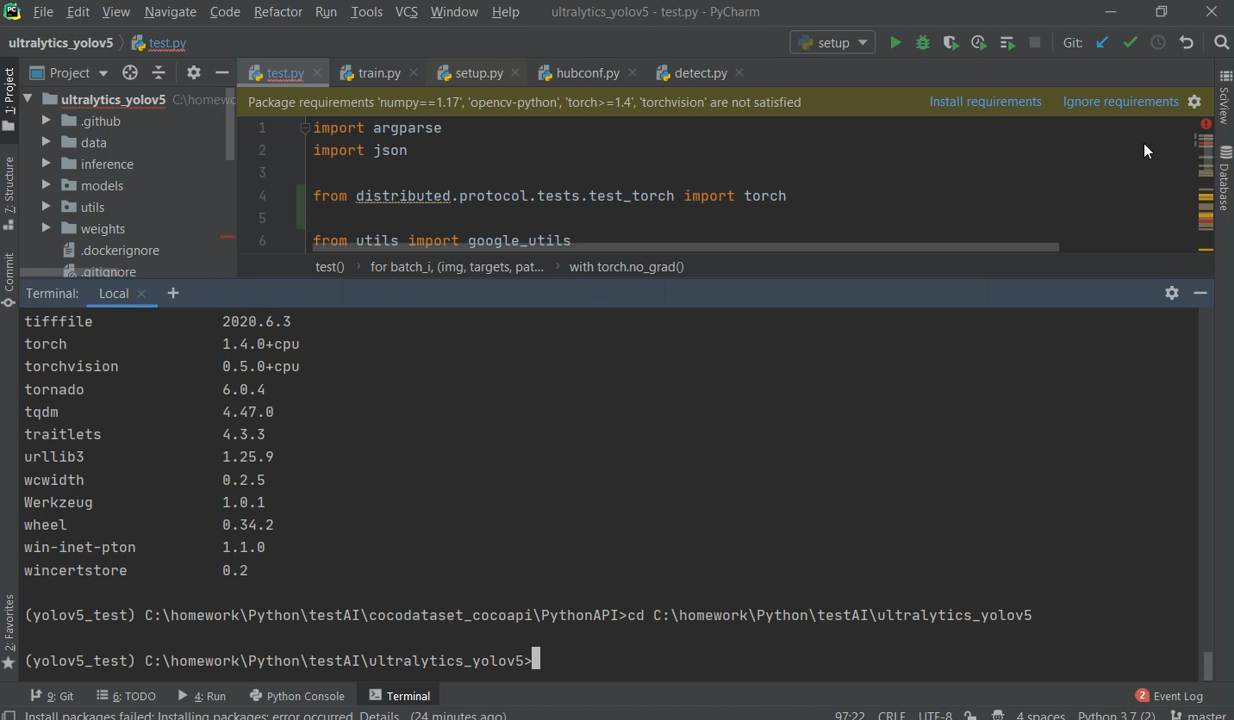 File Edit View Navigate Code Refactor Run Tools VCS Window Help ultralytics_yolov5 - test.py - PyCharm
ultralytics_yolov5 test.py setup Git:
1: Project
Project
test.py train.py setup.py hubconf.py detect.py
ultralytics_yolov5 C:\homewo
.github
data
inference
models
utils
weights
.dockerignore
.gitignore
Package requirements 'numpy==1.17', 'opencv-python', 'torch>=1.4', 'torchvision' are not satisfied Install requirements Ignore requirements
1 import argparse
2 import json
3
4 from distributed.protocol.tests.test_torch import torch
5
6 from utils import google_utils
test() for batch_i, (img, targets, pat... with torch.no_grad()
SciView
Database
7: Structure
Commit
2: Favorites
Terminal: Local +
tifffile 2020.6.3
torch 1.4.0+cpu
torchvision 0.5.0+cpu
tornado 6.0.4
tqdm 4.47.0
traitlets 4.3.3
urllib3 1.25.9
wcwidth 0.2.5
Werkzeug 1.0.1
wheel 0.34.2
win-inet-pton 1.1.0
wincertstore 0.2
(yolov5_test) C:\homework\Python\testAI\cocodataset_cocoapi\PythonAPI>cd C:\homework\Python\testAI\ultralytics_yolov5
(yolov5_test) C:\homework\Python\testAI\ultralytics_yolov5>
9: Git 6: TODO 4: Run Python Console Terminal 2 Event Log
Install packages failed: Installing packages: error occurred. Details... (24 minutes ago) 97:22 CRLF UTF-8 4 spaces Python 3.7 (2) master